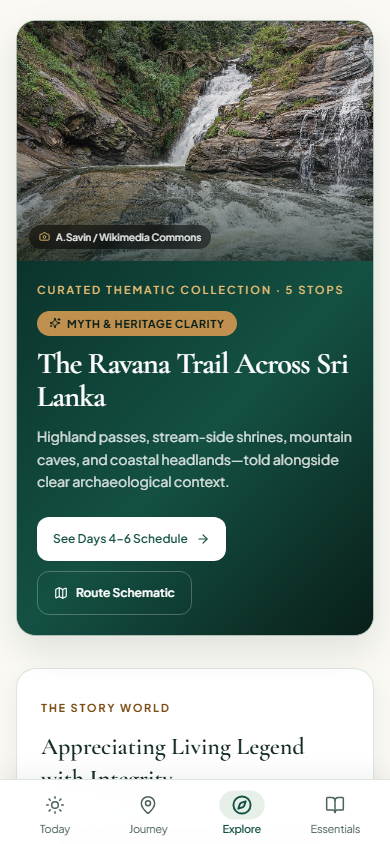 A.Savin / Wikimedia Commons
CURATED THEMATIC COLLECTION · 5 STOPS
MYTH & HERITAGE CLARITY
The Ravana Trail Across Sri
Lanka
Highland passes, stream-side shrines, mountain
caves, and coastal headlands—told alongside
clear archaeological context.
See Days 4–6 Schedule →
Route Schematic
THE STORY WORLD
Appreciating Living Legend
with Integrity
Today
Journey
Explore
Essentials